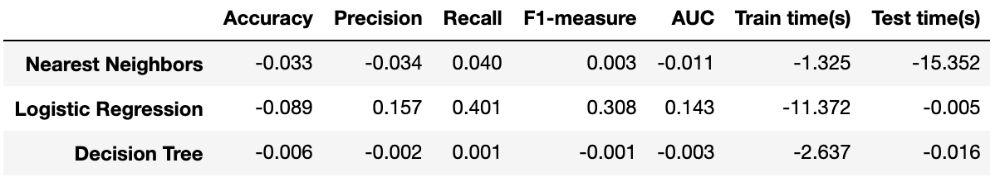 Accuracy Precision Recall F1-measure AUC Train time(s) Test time(s)
Nearest Neighbors -0.033 -0.034 0.040 0.003 -0.011 -1.325 -15.352
Logistic Regression -0.089 0.157 0.401 0.308 0.143 -11.372 -0.005
Decision Tree -0.006 -0.002 0.001 -0.001 -0.003 -2.637 -0.016